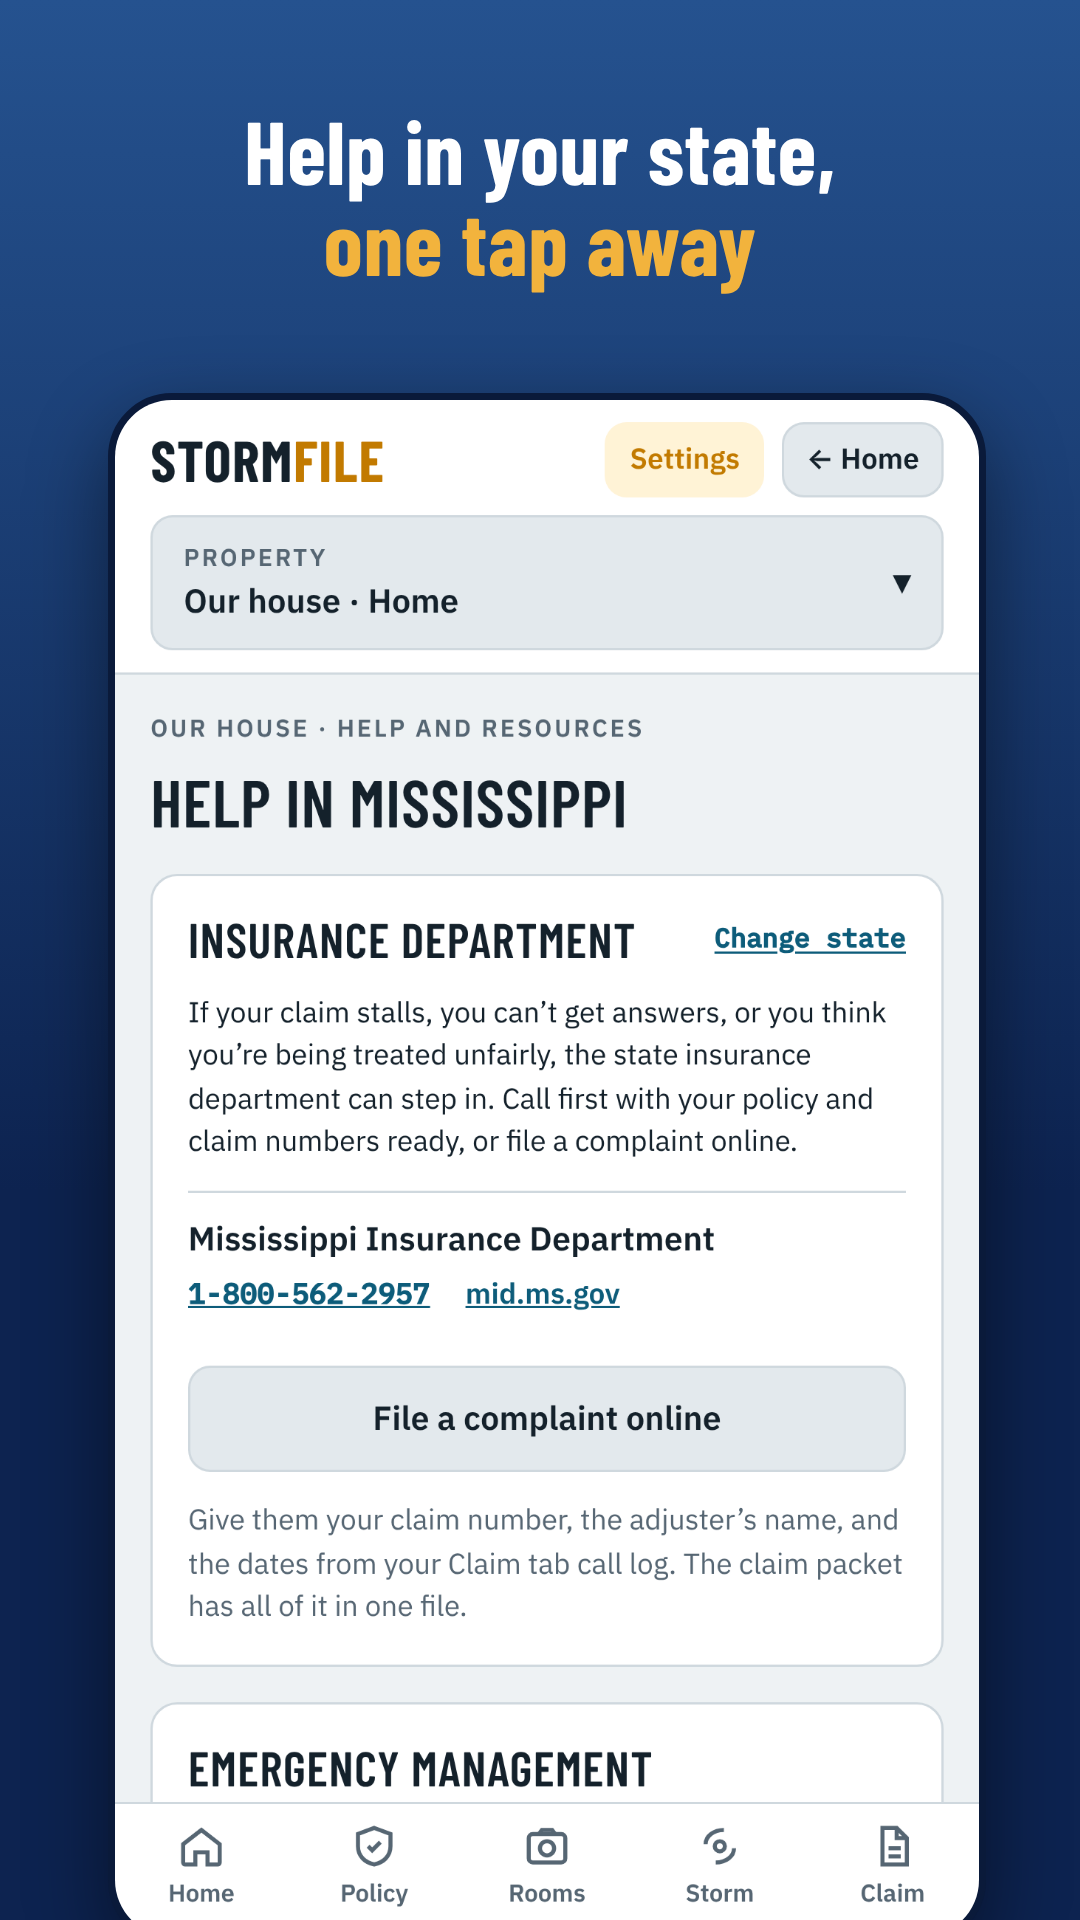 Help in your state,
one tap away
STORMFILE
Settings
← Home
PROPERTY
Our house · Home
▼
OUR HOUSE · HELP AND RESOURCES
HELP IN MISSISSIPPI
INSURANCE DEPARTMENT
Change state
If your claim stalls, you can’t get answers, or you think
you’re being treated unfairly, the state insurance
department can step in. Call first with your policy and
claim numbers ready, or file a complaint online.
Mississippi Insurance Department
1-800-562-2957 mid.ms.gov
File a complaint online
Give them your claim number, the adjuster’s name, and
the dates from your Claim tab call log. The claim packet
has all of it in one file.
EMERGENCY MANAGEMENT
Home
Policy
Rooms
Storm
Claim